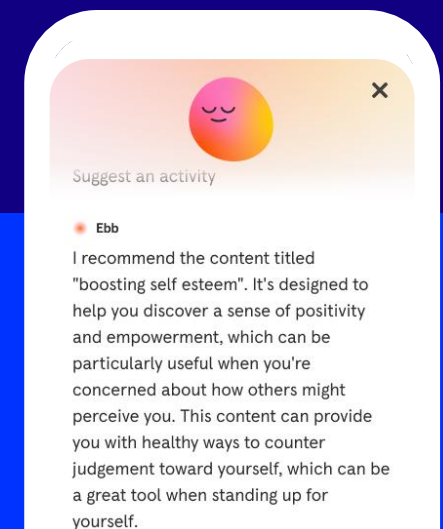 Suggest an activity
Ebb
I recommend the content titled
"boosting self esteem". It's designed to
help you discover a sense of positivity
and empowerment, which can be
particularly useful when you're
concerned about how others might
perceive you. This content can provide
you with healthy ways to counter
judgement toward yourself, which can be
a great tool when standing up for
yourself.